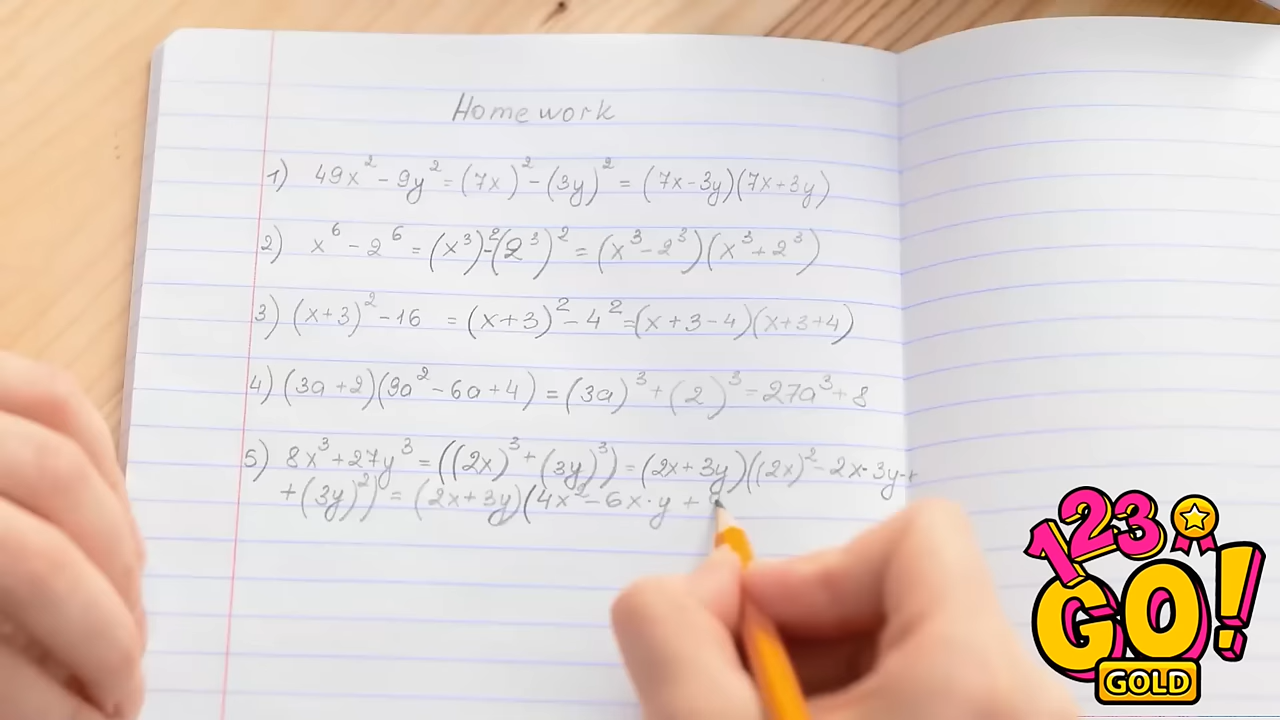 Homework
1) 49x² - 9y² = (7x)² - (3y)² = (7x-3y)(7x+3y)
2) x⁶ - 2⁶ = (x³)²-(2³)² = (x³-2³)(x³+2³)
3) (x+3)² - 16 = (x+3)² - 4² = (x+3-4)(x+3+4)
4) (3a+2)(9a² - 6a + 4) = (3a)³ + (2)³ = 27a³ + 8
5) 8x³ + 27y³ = ((2x)³ + (3y)³) = (2x+3y)((2x)² - 2x·3y +
+ (3y)²) = (2x+3y)(4x² - 6x·y +
123
GO!
GOLD